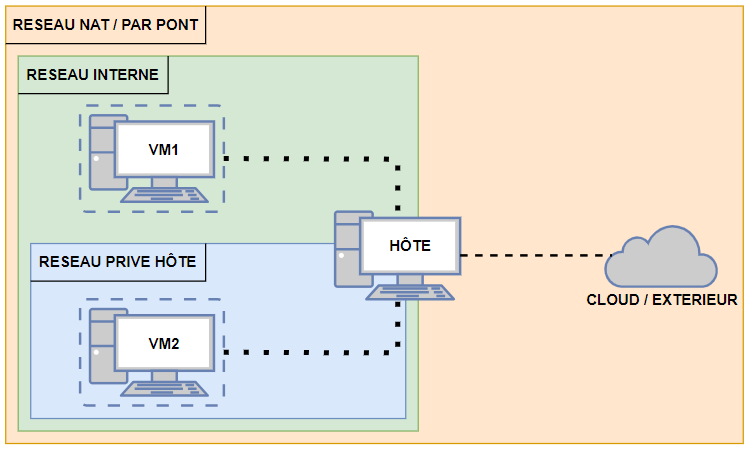 RESEAU NAT / PAR PONT
RESEAU INTERNE
VM1
HÔTE
RESEAU PRIVE HÔTE
CLOUD / EXTERIEUR
VM2